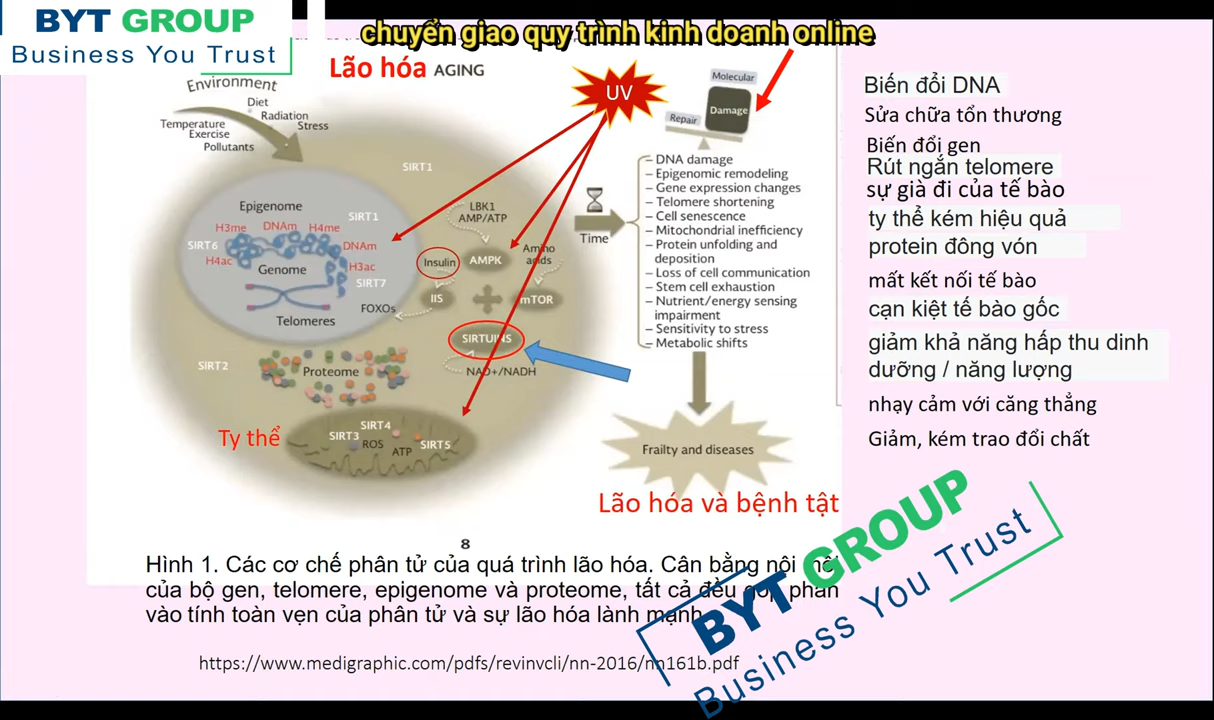 BYT GROUP
Business You Trust
chuyển giao quy trình kinh doanh online
Lão hóa AGING
Environment
Diet
Radiation
Stress
Temperature
Exercise
Pollutants
UV
Molecular
Damage
Repair
SIRT1
Epigenome
SIRT1
H3me
DNAm
H4me
SIRT6
DNAm
H4ac
Genome
H3ac
SIRT7
Telomeres
FOXOs
LBK1
AMP/ATP
Insulin
AMPK
Amino
acids
IIS
mTOR
SIRTUINS
NAD+/NADH
SIRT2
Proteome
Ty thể
SIRT4
SIRT3
ROS
SIRT5
ATP
Time
DNA damage
Epigenomic remodeling
Gene expression changes
Telomere shortening
Cell senescence
Mitochondrial inefficiency
Protein unfolding and
deposition
Loss of cell communication
Stem cell exhaustion
Nutrient/energy sensing
impairment
Sensitivity to stress
Metabolic shifts
Frailty and diseases
Lão hóa và bệnh tật
Biến đổi DNA
Sửa chữa tổn thương
Biến đổi gen
Rút ngắn telomere
sự già đi của tế bào
ty thể kém hiệu quả
protein đông vón
mất kết nối tế bào
cạn kiệt tế bào gốc
giảm khả năng hấp thu dinh
dưỡng / năng lượng
nhạy cảm với căng thẳng
Giảm, kém trao đổi chất
8
Hình 1. Các cơ chế phân tử của quá trình lão hóa. Cân bằng nội môi
của bộ gen, telomere, epigenome và proteome, tất cả đều góp phần
vào tính toàn vẹn của phân tử và sự lão hóa lành mạnh.
https://www.medigraphic.com/pdfs/revinvcli/nn-2016/nn161b.pdf
BYT GROUP
Business You Trust